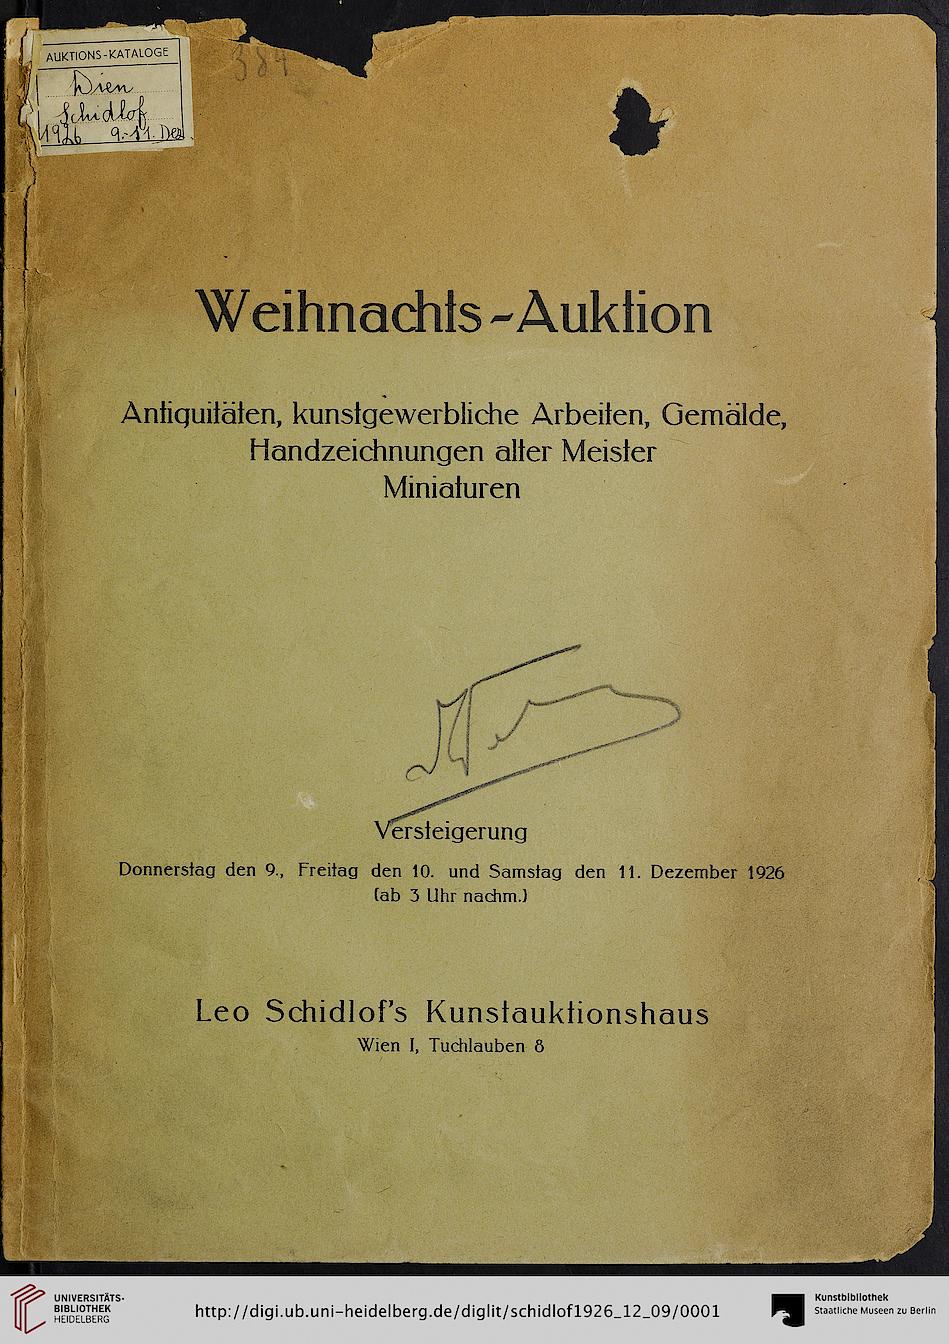 AUKTIONS-KATALOGE
Wien
Schidlof
1926 9.-11. Dez.
384
Weihnachts-Auktion
Antiquitäten, kunstgewerbliche Arbeiten, Gemälde,
Handzeichnungen alter Meister
Miniaturen
Versteigerung
Donnerstag den 9., Freitag den 10. und Samstag den 11. Dezember 1926
(ab 3 Uhr nachm.)
Leo Schidlof's Kunstauktionshaus
Wien I, Tuchlauben 8
UNIVERSITÄTS-
BIBLIOTHEK
HEIDELBERG
http://digi.ub.uni-heidelberg.de/diglit/schidlof1926_12_09/0001
Kunstbibliothek
Staatliche Museen zu Berlin